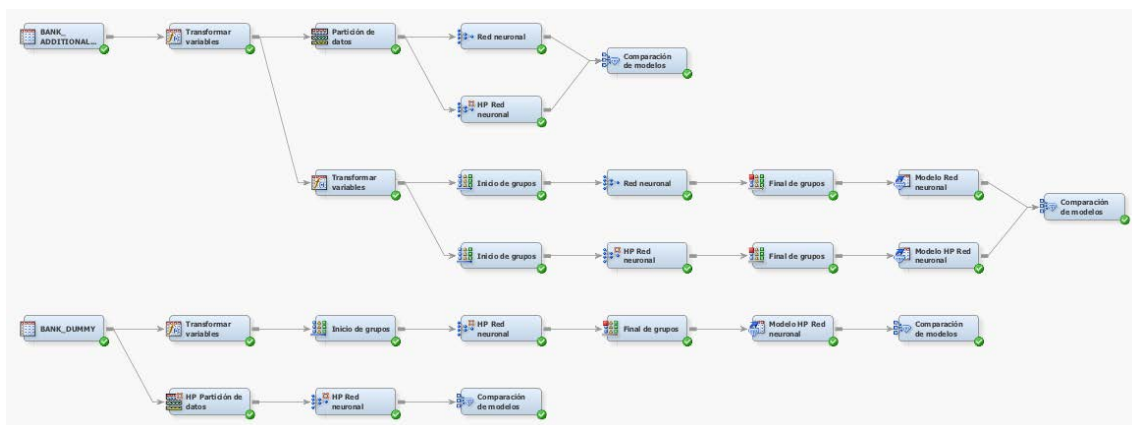 BANK_
ADDITIONAL...
Transformar
variables
Partición de
datos
Red neuronal
Comparación
de modelos
HP Red
neuronal
Transformar
variables
Inicio de grupos
Red neuronal
Final de grupos
Modelo Red
neuronal
Comparación
de modelos
Inicio de grupos
HP Red
neuronal
Final de grupos
Modelo HP Red
neuronal
BANK_DUMMY
Transformar
variables
Inicio de grupos
HP Red
neuronal
Final de grupos
Modelo HP Red
neuronal
Comparación
de modelos
HP Partición de
datos
HP Red
neuronal
Comparación
de modelos